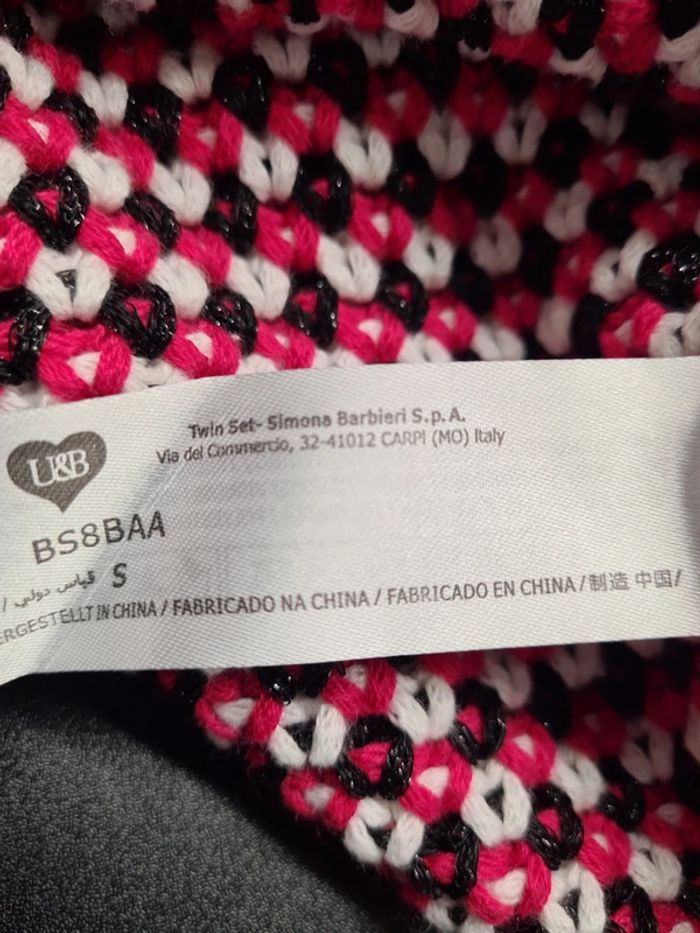 U&B
Twin Set- Simona Barbieri S.p.A.
Via del Commercio, 32-41012 CARPI (MO) Italy
BS8BAA
/ قياس دولي S
ERGESTELLT IN CHINA / FABRICADO NA CHINA / FABRICADO EN CHINA / 制造 中国 /